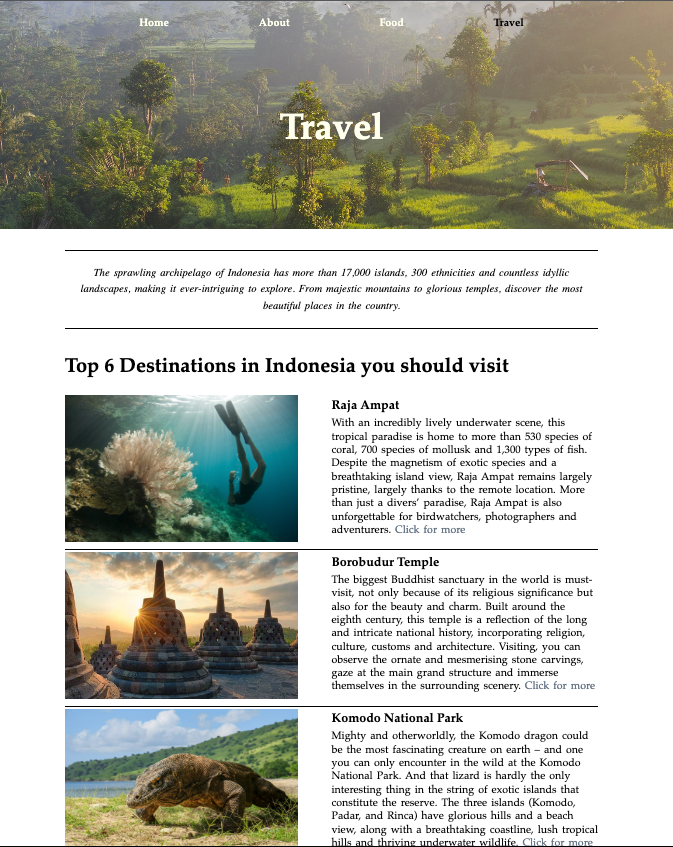 Home About Food Travel
Travel
The sprawling archipelago of Indonesia has more than 17,000 islands, 300 ethnicities and countless idyllic
landscapes, making it ever-intriguing to explore. From majestic mountains to glorious temples, discover the most
beautiful places in the country.
Top 6 Destinations in Indonesia you should visit
Raja Ampat
With an incredibly lively underwater scene, this
tropical paradise is home to more than 530 species of
coral, 700 species of mollusk and 1,300 types of fish.
Despite the magnetism of exotic species and a
breathtaking island view, Raja Ampat remains largely
pristine, largely thanks to the remote location. More
than just a divers’ paradise, Raja Ampat is also
unforgettable for birdwatchers, photographers and
adventurers. Click for more
Borobudur Temple
The biggest Buddhist sanctuary in the world is must-
visit, not only because of its religious significance but
also for the beauty and charm. Built around the
eighth century, this temple is a reflection of the long
and intricate national history, incorporating religion,
culture, customs and architecture. Visiting, you can
observe the ornate and mesmerising stone carvings,
gaze at the main grand structure and immerse
themselves in the surrounding scenery. Click for more
Komodo National Park
Mighty and otherworldly, the Komodo dragon could
be the most fascinating creature on earth – and one
you can only encounter in the wild at the Komodo
National Park. And that lizard is hardly the only
interesting thing in the string of exotic islands that
constitute the reserve. The three islands (Komodo,
Padar, and Rinca) have glorious hills and a beach
view, along with a breathtaking coastline, lush tropical
hills and thriving underwater wildlife. Click for more